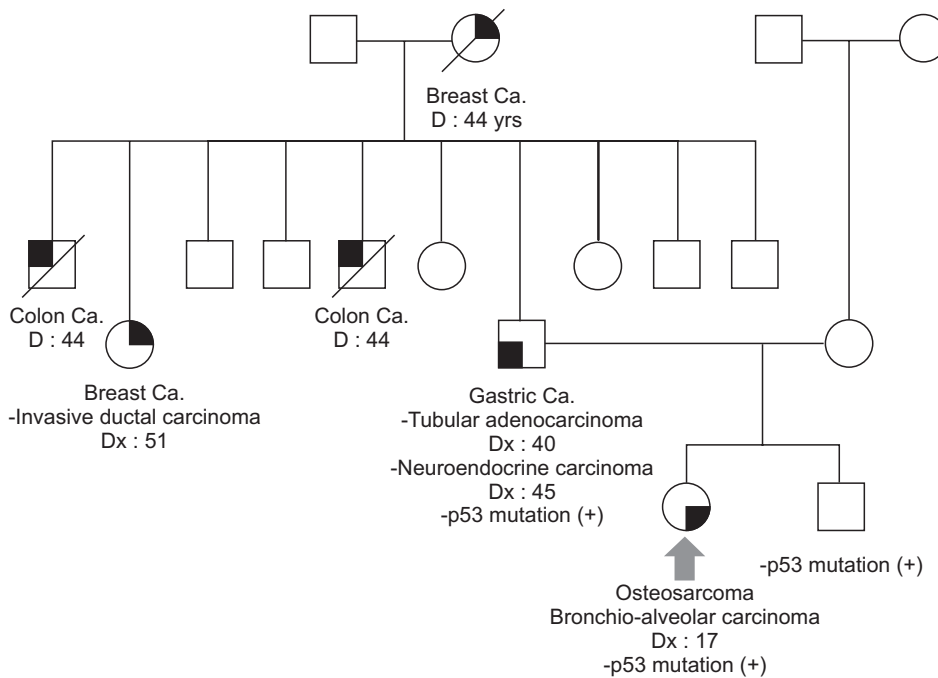 Breast Ca.
D : 44 yrs
Colon Ca.
D : 44
Colon Ca.
D : 44
Breast Ca.
-Invasive ductal carcinoma
Dx : 51
Gastric Ca.
-Tubular adenocarcinoma
Dx : 40
-Neuroendocrine carcinoma
Dx : 45
-p53 mutation (+)
Osteosarcoma
Bronchio-alveolar carcinoma
Dx : 17
-p53 mutation (+)
-p53 mutation (+)